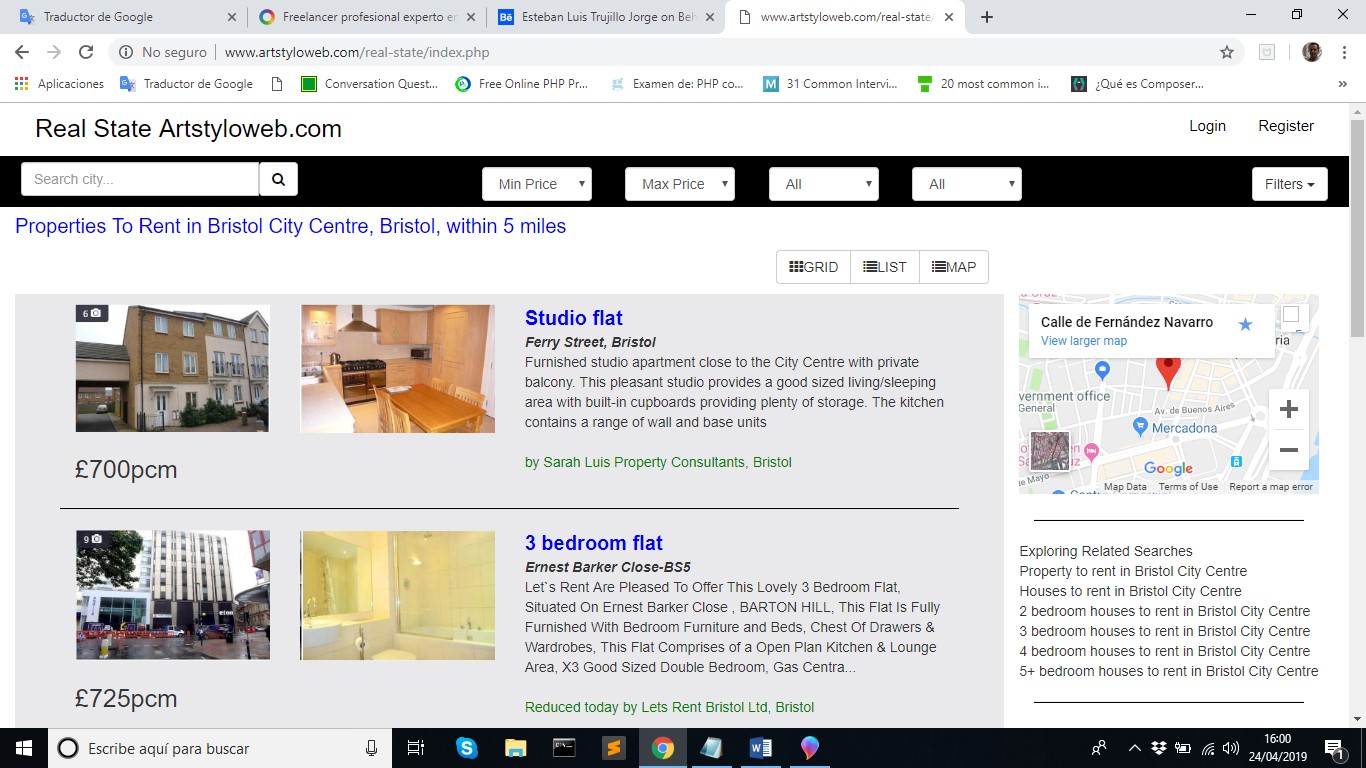 Traductor de Google
Freelancer profesional experto en
Esteban Luis Trujillo Jorge on Beh
www.artstyloweb.com/real-state/
No seguro
www.artstyloweb.com/real-state/index.php
Aplicaciones
Traductor de Google
Conversation Quest...
Free Online PHP Pr...
Examen de: PHP co...
31 Common Intervi...
20 most common i...
¿Qué es Composer...
Real State Artstyloweb.com
Login
Register
Search city...
Min Price
Max Price
All
All
Filters
Properties To Rent in Bristol City Centre, Bristol, within 5 miles
GRID
LIST
MAP
6
Studio flat
Ferry Street, Bristol
Furnished studio apartment close to the City Centre with private
balcony. This pleasant studio provides a good sized living/sleeping
area with built-in cupboards providing plenty of storage. The kitchen
contains a range of wall and base units
£700pcm
by Sarah Luis Property Consultants, Bristol
9
3 bedroom flat
Ernest Barker Close-BS5
Let`s Rent Are Pleased To Offer This Lovely 3 Bedroom Flat,
Situated On Ernest Barker Close , BARTON HILL, This Flat Is Fully
Furnished With Bedroom Furniture and Beds, Chest Of Drawers &
Wardrobes, This Flat Comprises of a Open Plan Kitchen & Lounge
Area, X3 Good Sized Double Bedroom, Gas Centra...
£725pcm
Reduced today by Lets Rent Bristol Ltd, Bristol
Calle de Fernández Navarro
View larger map
vernment office
General
Av. de Buenos Aires
Mercadona
Google
Map Data
Terms of Use
Report a map error
Exploring Related Searches
Property to rent in Bristol City Centre
Houses to rent in Bristol City Centre
2 bedroom houses to rent in Bristol City Centre
3 bedroom houses to rent in Bristol City Centre
4 bedroom houses to rent in Bristol City Centre
5+ bedroom houses to rent in Bristol City Centre
Escribe aquí para buscar
16:00
24/04/2019
1